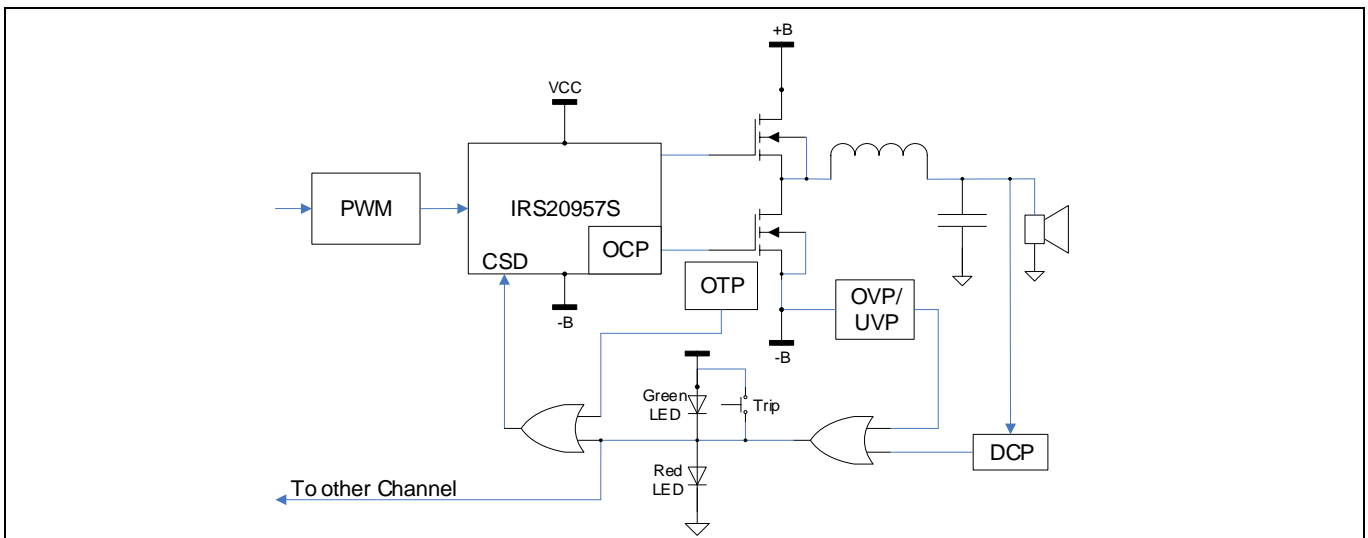 +B
VCC
PWM
IRS20957S
OCP
CSD
OTP
OVP/
UVP
-B
-B
Green
LED
Trip
DCP
Red
LED
To other Channel